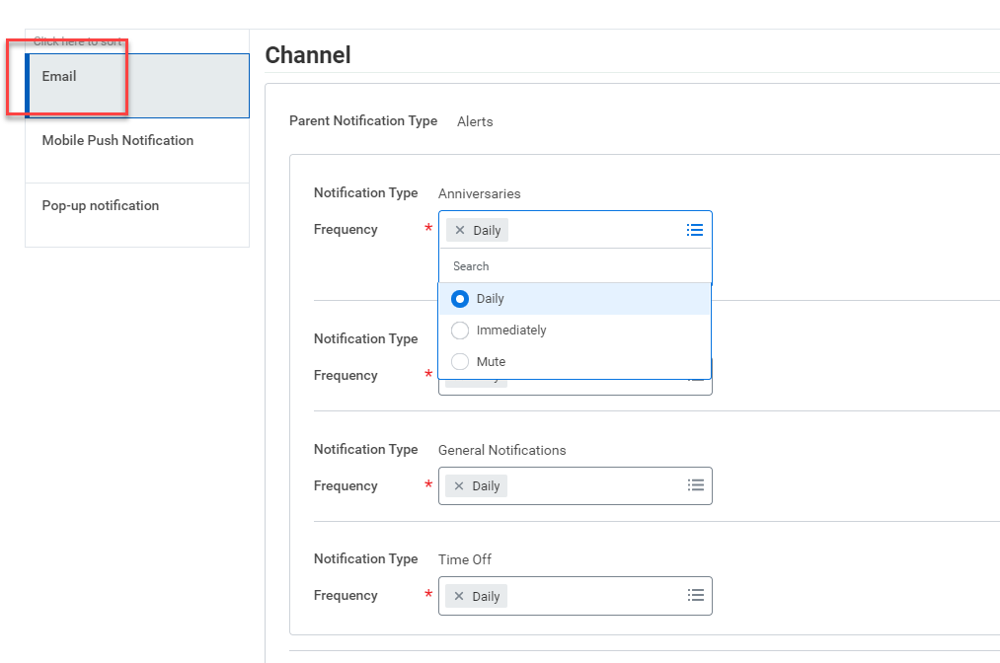 Click here to sort
Email
Mobile Push Notification
Pop-up notification
Channel
Parent Notification Type Alerts
Notification Type Anniversaries
Frequency * × Daily
Search
Daily
Immediately
Mute
Notification Type
Frequency *
Notification Type General Notifications
Frequency * × Daily
Notification Type Time Off
Frequency * × Daily